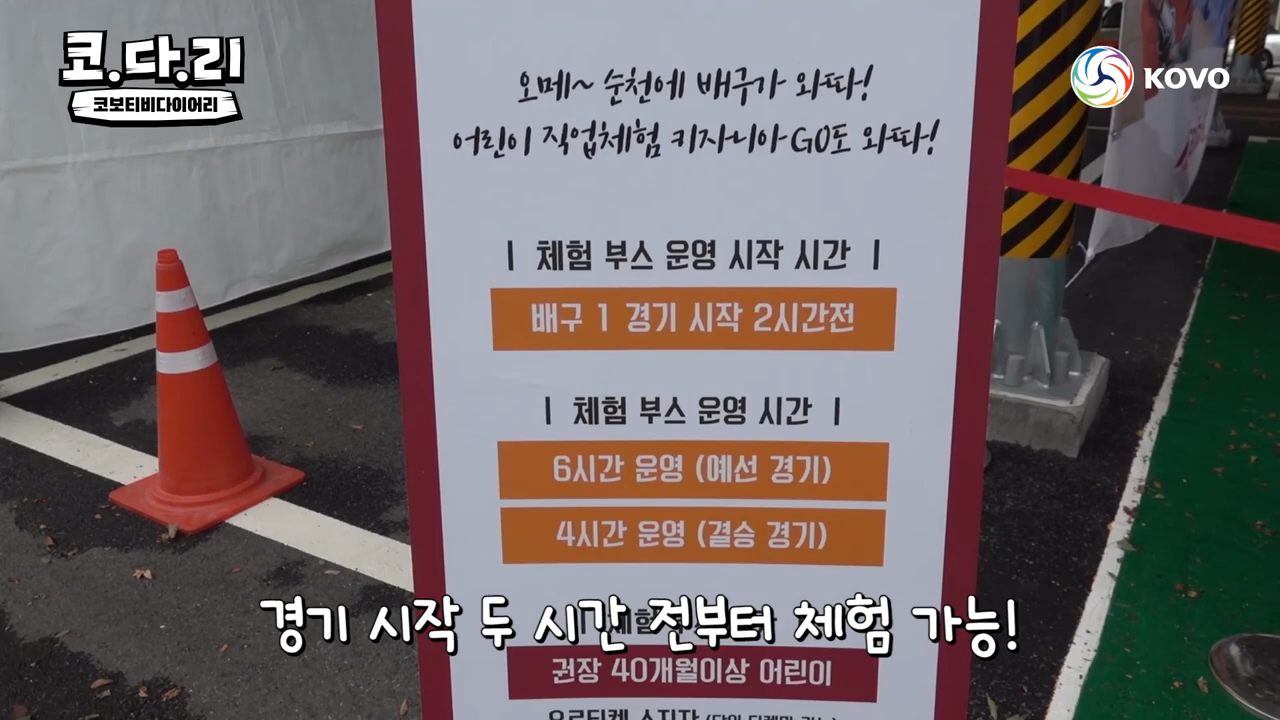 코.다.리
코보티비다이어리
KOVO
오메~ 순천에 배구가 와따!
어린이 직업체험 키자니아GO도 와따!
| 체험 부스 운영 시작 시간 |
배구 1 경기 시작 2시간전
| 체험 부스 운영 시간 |
6시간 운영 (예선 경기)
4시간 운영 (결승 경기)
경기 시작 두 시간 전부터 체험 가능!
권장 40개월이상 어린이